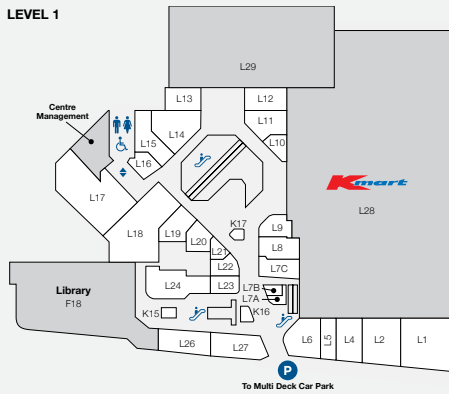 LEVEL 1
L29
L13
L12
Centre
Management
L11
L14
L15
L10
L16
Kmart
L17
L28
K17
L9
L18
L19
L20
L8
L21
L22
L7C
Library
F18
L24
L23
L7B
L7A
K15
K16
L26
L27
L6
L5
L4
L2
L1
P
To Multi Deck Car Park